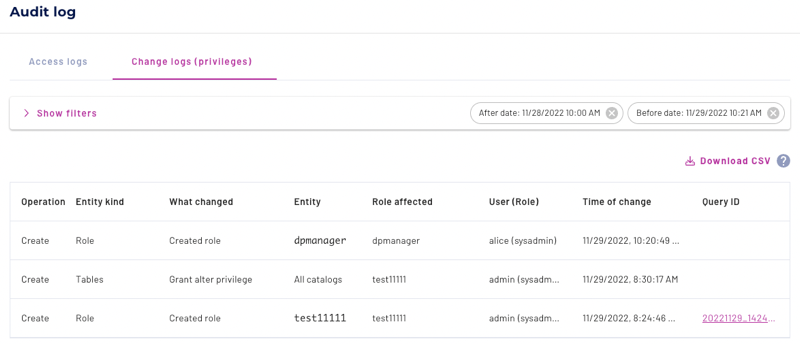 Audit log
Access logs Change logs (privileges)
Show filters After date: 11/28/2022 10:00 AM Before date: 11/29/2022 10:21 AM
Download CSV ?
Operation Entity kind What changed Entity Role affected User (Role) Time of change Query ID
Create Role Created role dpmanager dpmanager alice (sysadmin) 11/29/2022, 10:20:49 ...
Create Tables Grant alter privilege All catalogs test11111 admin (sysadm... 11/29/2022, 8:30:17 AM
Create Role Created role test11111 test11111 admin (sysadm... 11/29/2022, 8:24:46 ... 20221129_1424...